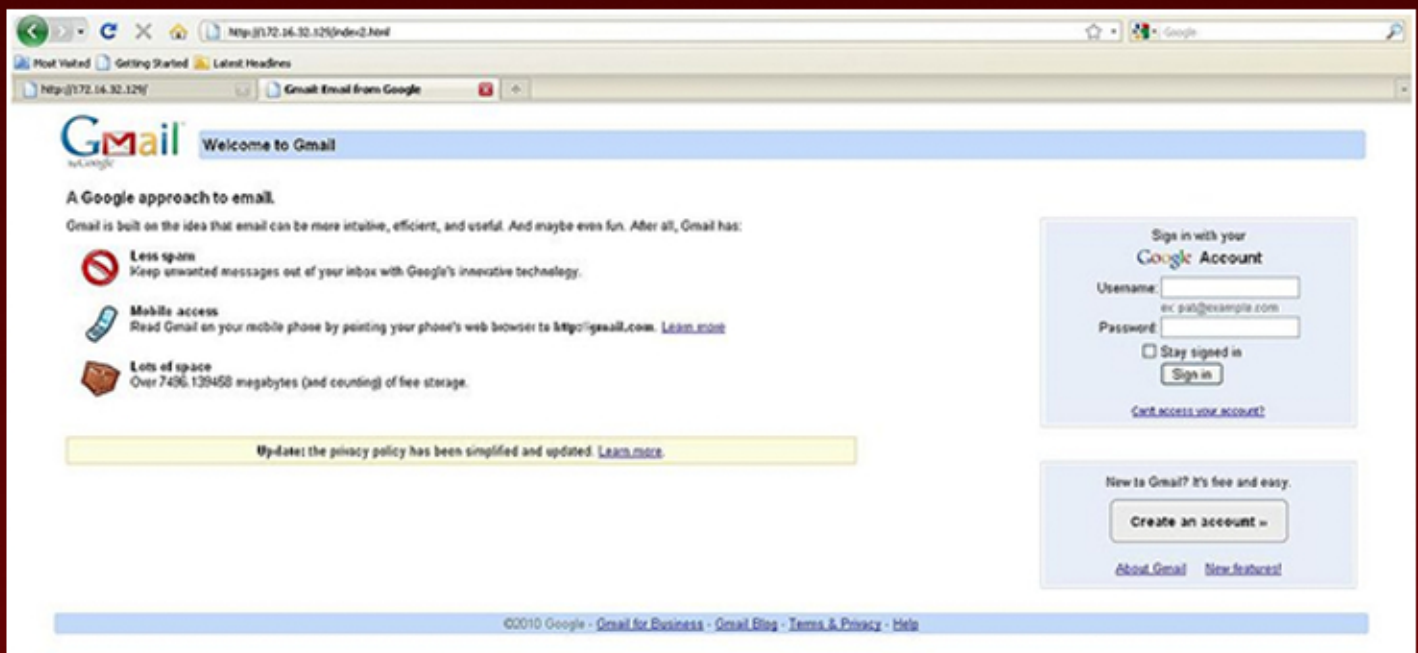 http://172.16.32.129/index2.html
Google
Most Visited Getting Started Latest Headlines
http://172.16.32.129/ Gmail: Email from Google
Gmail
by Google
Welcome to Gmail
A Google approach to email.
Gmail is built on the idea that email can be more intuitive, efficient, and useful. And maybe even fun. After all, Gmail has:
Less spam
Keep unwanted messages out of your inbox with Google's innovative technology.
Mobile access
Read Gmail on your mobile phone by pointing your phone's web browser to http://gmail.com. Learn more
Lots of space
Over 7496.139458 megabytes (and counting) of free storage.
Update: the privacy policy has been simplified and updated. Learn more.
Sign in with your
Google Account
Username:
ex: pat@example.com
Password:
Stay signed in
Sign in
Can't access your account?
New to Gmail? It's free and easy.
Create an account »
About Gmail New features!
©2010 Google - Gmail for Business - Gmail Blog - Terms & Privacy - Help